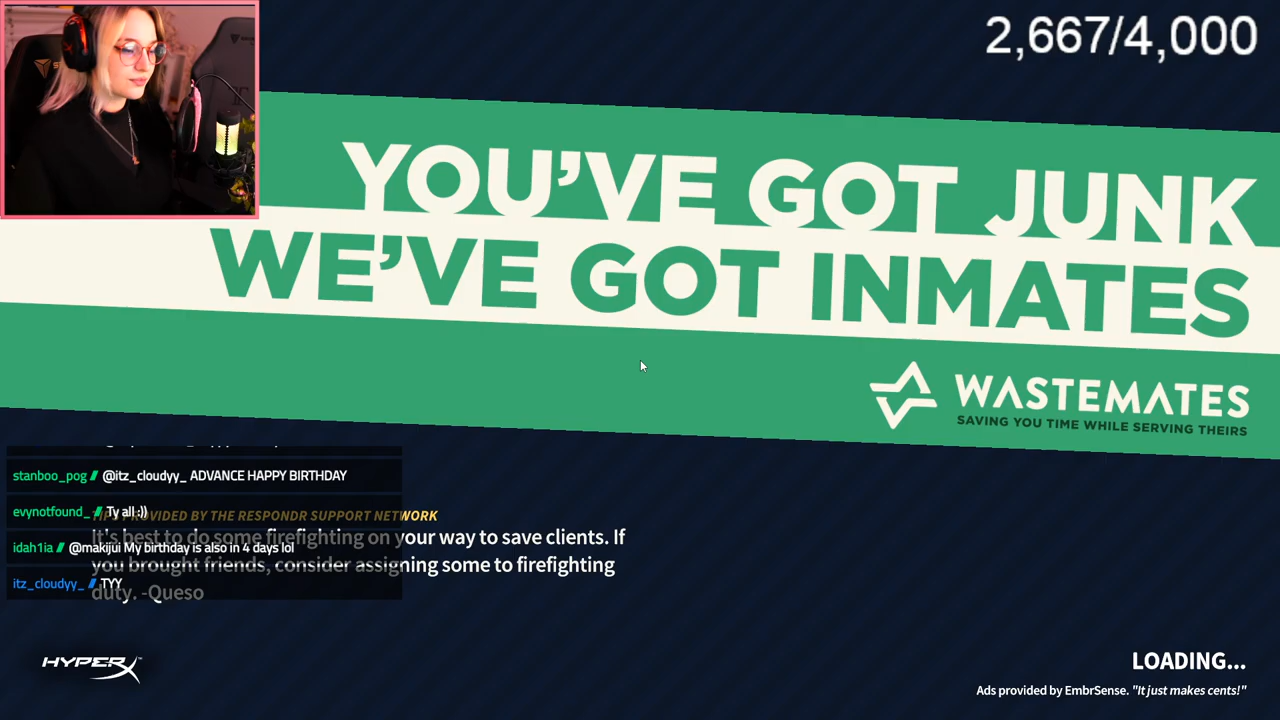 2,667/4,000
YOU'VE GOT JUNK
WE'VE GOT INMATES
WASTEMATES
SAVING YOU TIME WHILE SERVING THEIRS
stanboo_pog // @itz_cloudyy_ ADVANCE HAPPY BIRTHDAY
evynotfound_ // Ty all :))
PROVIDED BY THE RESPONDR SUPPORT NETWORK
It's best to do some firefighting on your way to save clients. If
idah1ia // @makijui My birthday is also in 4 days lol
you brought friends, consider assigning some to firefighting
itz_cloudyy_ // TYY
duty. -Queso
HYPERX
LOADING...
Ads provided by EmbrSense. "It just makes cents!"